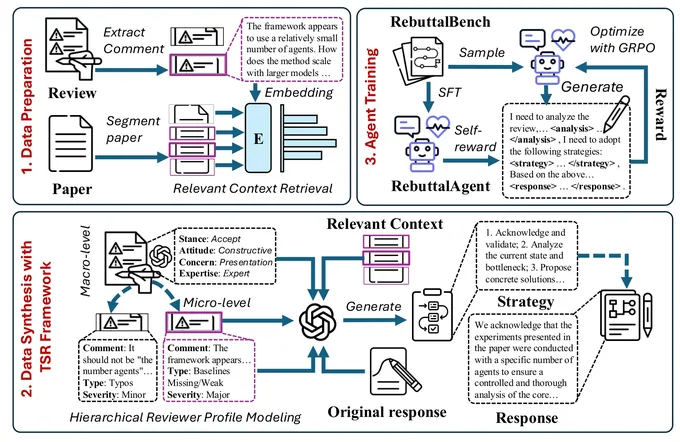 1. Data Preparation
Extract
Comment
Review
The framework appears
to use a relatively small
number of agents. How
does the method scale
with larger models …
Embedding
Segment
paper
E
Paper
Relevant Context Retrieval
3. Agent Training
RebuttalBench
Sample
Optimize
with GRPO
SFT
Generate
Self-
reward
RebuttalAgent
I need to analyze the
review,… <analysis> …
</analysis> , I need to adopt
the following strategies:
<strategy> … </strategy> ,
Based on the above…
<response> … </response> .
Reward
2. Data Synthesis with
TSR Framework
Macro-level
Stance: Accept
Attitude: Constructive
Concern: Presentation
Expertise: Expert
Micro-level
Comment: It
should not be "the
number agents"…
Type: Typos
Severity: Minor
Comment: The
framework appears…
Type: Baselines
Missing/Weak
Severity: Major
Hierarchical Reviewer Profile Modeling
Relevant Context
Generate
Original response
1. Acknowledge and
validate; 2. Analyze
the current state and
bottleneck; 3. Propose
concrete solutions…
Strategy
We acknowledge that the
experiments presented in
the paper were conducted
with a specific number of
agents to ensure a
controlled and thorough
analysis of the core…
Response